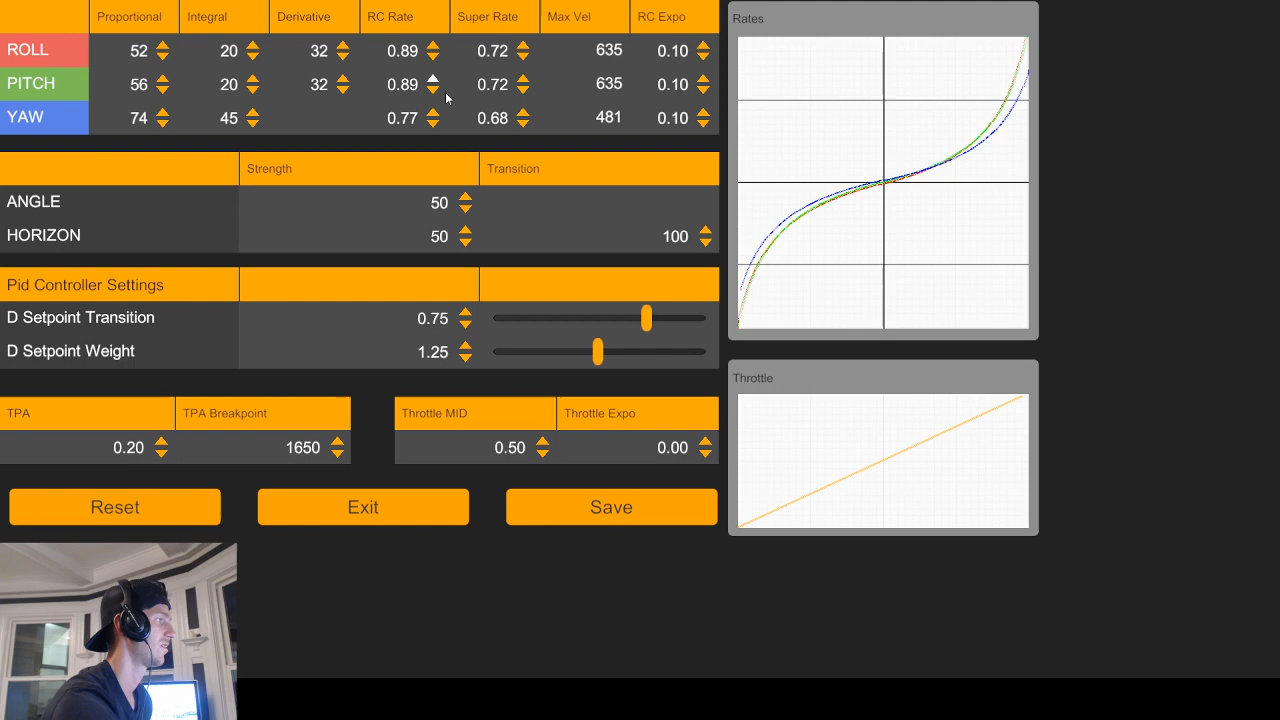 Proportional Integral Derivative RC Rate Super Rate Max Vel RC Expo
ROLL 52 20 32 0.89 0.72 635 0.10
PITCH 56 20 32 0.89 0.72 635 0.10
YAW 74 45 0.77 0.68 481 0.10
Strength Transition
ANGLE 50
HORIZON 50 100
Pid Controller Settings
D Setpoint Transition 0.75
D Setpoint Weight 1.25
TPA TPA Breakpoint Throttle MID Throttle Expo
0.20 1650 0.50 0.00
Reset Exit Save
Rates
Throttle